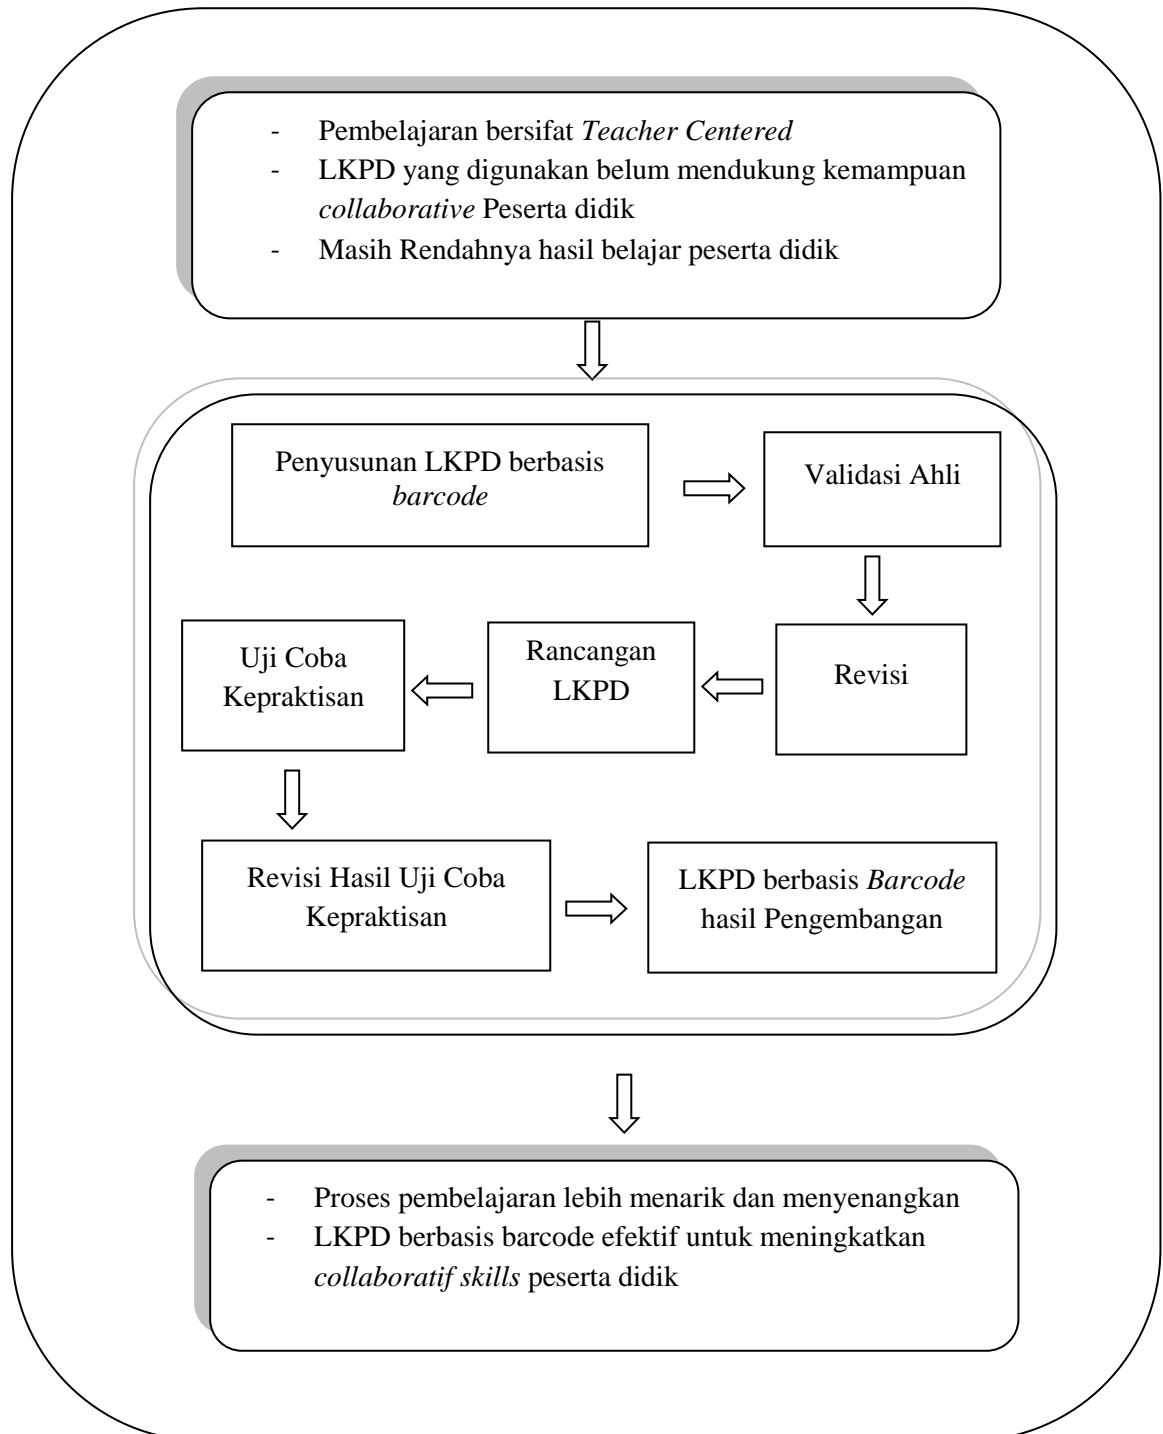 - Pembelajaran bersifat Teacher Centered
- LKPD yang digunakan belum mendukung kemampuan
collaborative Peserta didik
- Masih Rendahnya hasil belajar peserta didik
Penyusunan LKPD berbasis
barcode
Validasi Ahli
Revisi
Rancangan
LKPD
Uji Coba
Kepraktisan
Revisi Hasil Uji Coba
Kepraktisan
LKPD berbasis Barcode
hasil Pengembangan
- Proses pembelajaran lebih menarik dan menyenangkan
- LKPD berbasis barcode efektif untuk meningkatkan
collaboratif skills peserta didik